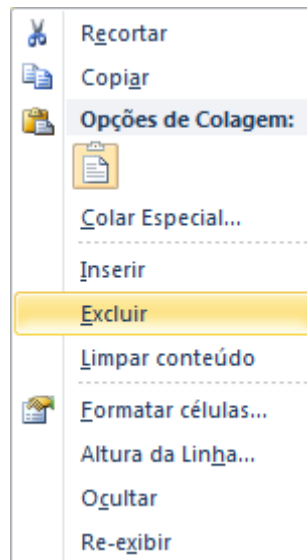 Recortar
Copiar
Opções de Colagem:
Colar Especial...
Inserir
Excluir
Limpar conteúdo
Formatar células...
Altura da Linha...
Ocultar
Re-exibir